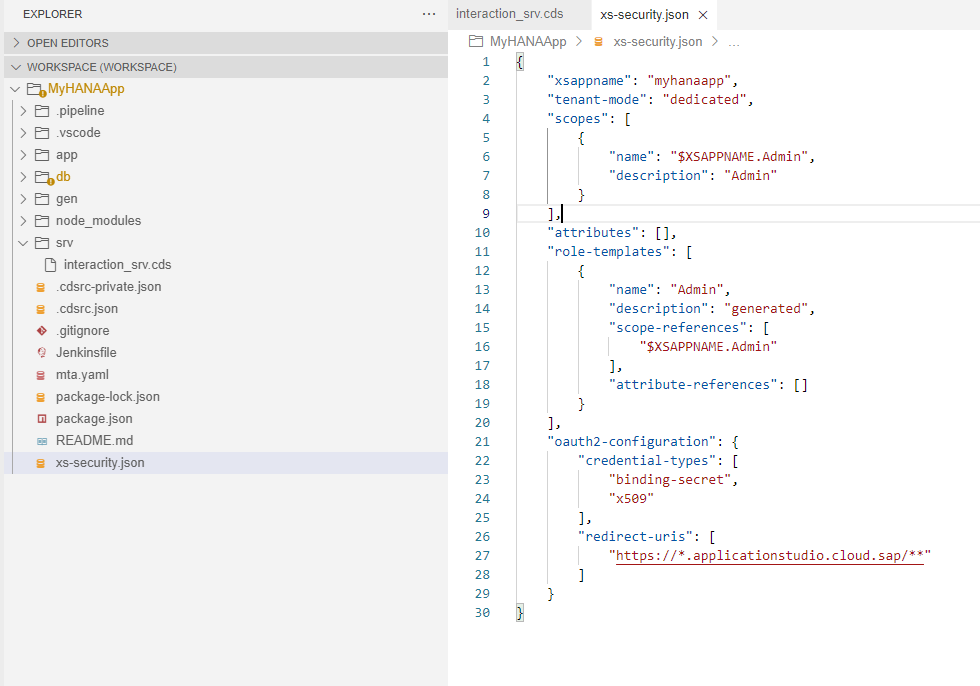 EXPLORER
OPEN EDITORS
WORKSPACE (WORKSPACE)
MyHANAApp
.pipeline
.vscode
app
db
gen
node_modules
srv
interaction_srv.cds
.cdsrc-private.json
.cdsrc.json
.gitignore
Jenkinsfile
mta.yaml
package-lock.json
package.json
README.md
xs-security.json
interaction_srv.cds xs-security.json
MyHANAApp > xs-security.json > ...
1 {
2 "xsappname": "myhanaapp",
3 "tenant-mode": "dedicated",
4 "scopes": [
5 {
6 "name": "$XSAPPNAME.Admin",
7 "description": "Admin"
8 }
9 ],
10 "attributes": [],
11 "role-templates": [
12 {
13 "name": "Admin",
14 "description": "generated",
15 "scope-references": [
16 "$XSAPPNAME.Admin"
17 ],
18 "attribute-references": []
19 }
20 ],
21 "oauth2-configuration": {
22 "credential-types": [
23 "binding-secret",
24 "x509"
25 ],
26 "redirect-uris": [
27 "https://*.applicationstudio.cloud.sap/**"
28 ]
29 }
30 }